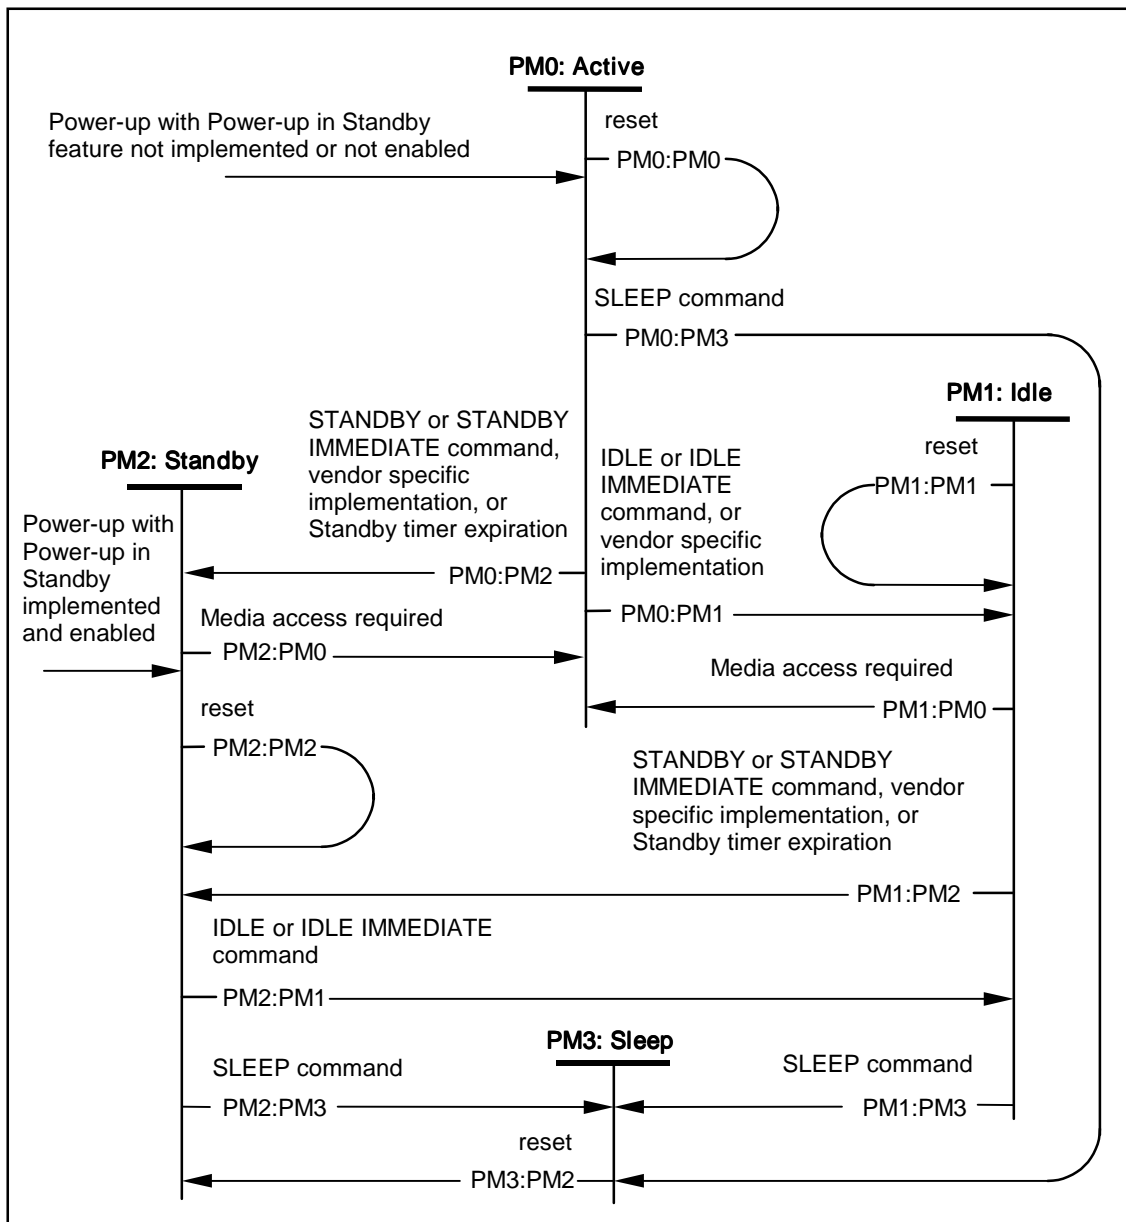 PM0: Active
reset
Power-up with Power-up in Standby
feature not implemented or not enabled
PM0:PM0
SLEEP command
PM0:PM3
PM1: Idle
STANDBY or STANDBY
IMMEDIATE command,
vendor specific
implementation, or
Standby timer expiration
reset
IDLE or IDLE
IMMEDIATE
command, or
vendor specific
implementation
PM2: Standby
PM1:PM1
Power-up with
Power-up in
Standby
implemented
and enabled
PM0:PM2
PM0:PM1
Media access required
PM2:PM0
Media access required
PM1:PM0
reset
PM2:PM2
STANDBY or STANDBY
IMMEDIATE command, vendor
specific implementation, or
Standby timer expiration
PM1:PM2
IDLE or IDLE IMMEDIATE
command
PM2:PM1
PM3: Sleep
SLEEP command
SLEEP command
PM2:PM3
PM1:PM3
reset
PM3:PM2